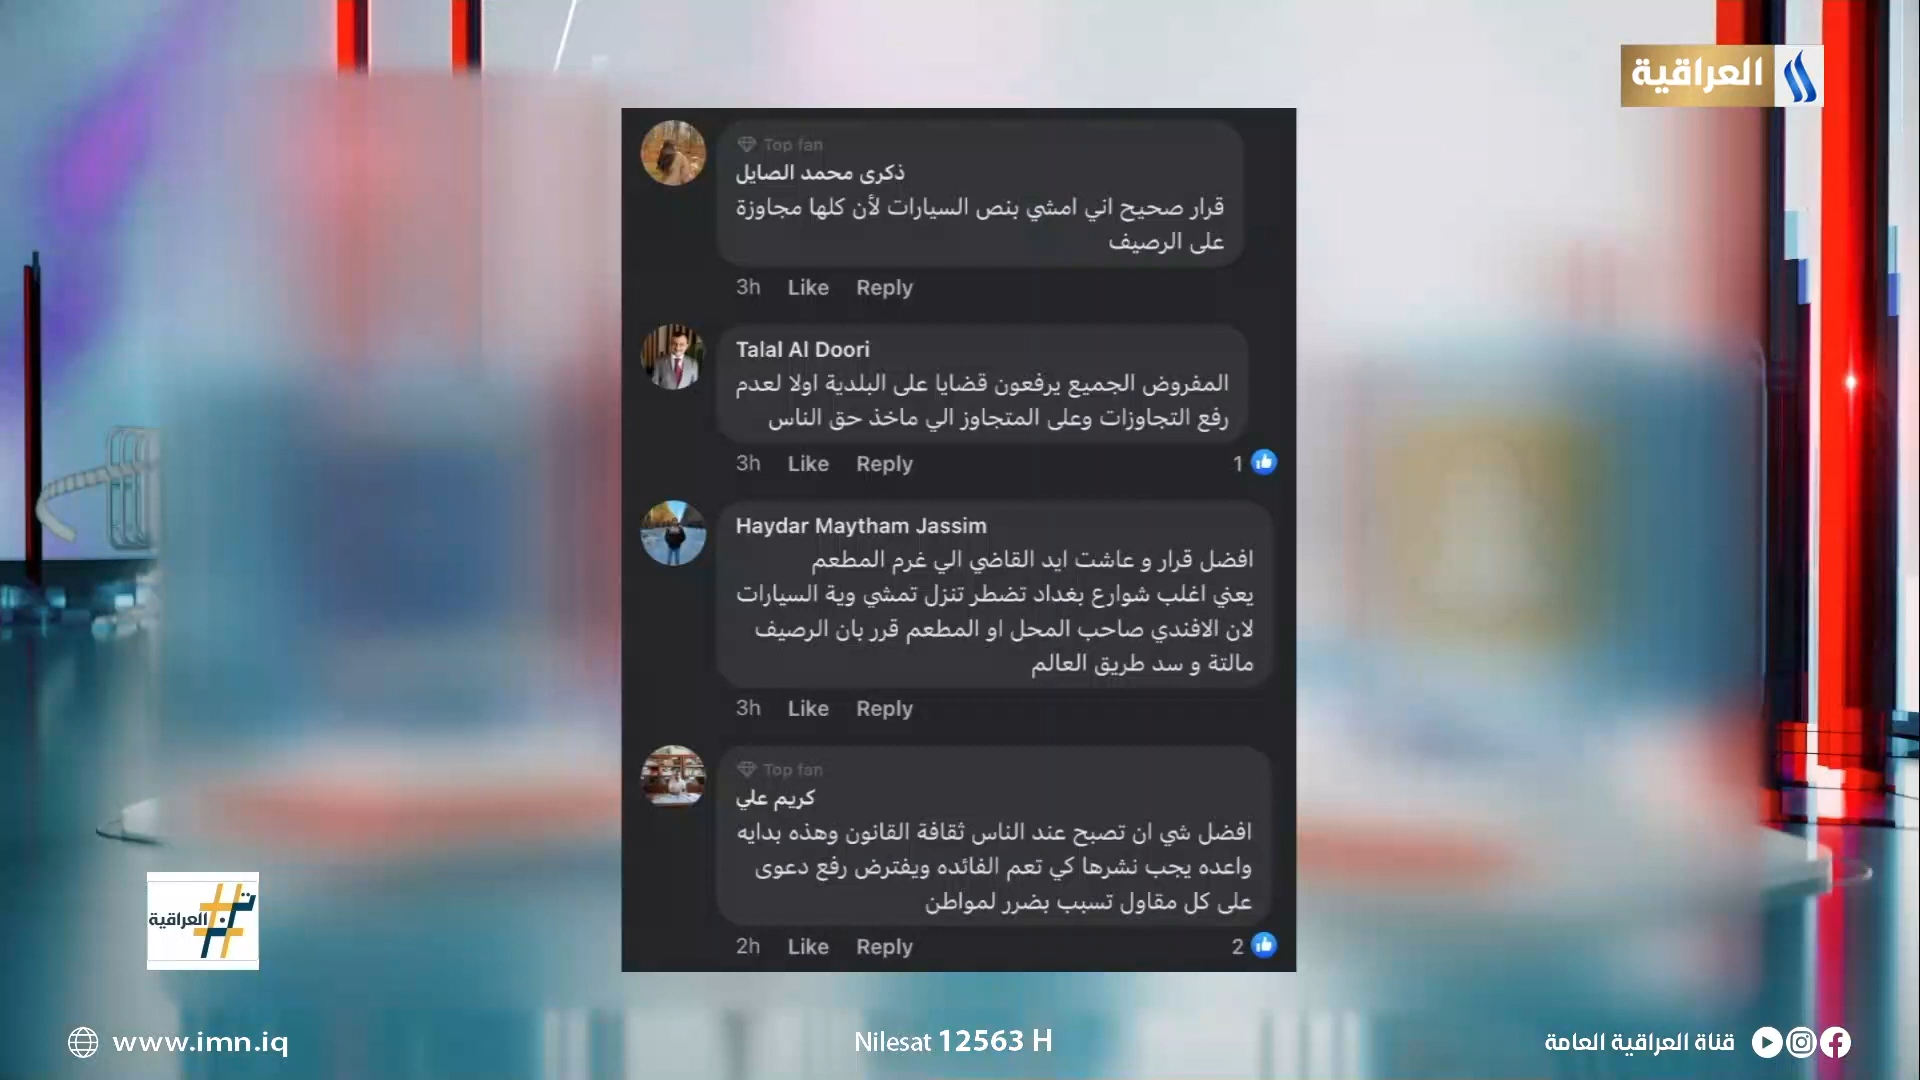 العراقية
Top fan
ذكرى محمد الصايل
قرار صحيح اني امشي بنص السيارات لأن كلها مجاوزة
على الرصيف
3h Like Reply
Talal Al Doori
المفروض الجميع يرفعون قضايا على البلدية اولا لعدم
رفع التجاوزات وعلى المتجاوز الي ماخذ حق الناس
3h Like Reply 1
Haydar Maytham Jassim
افضل قرار و عاشت ايد القاضي الي غرم المطعم
يعني اغلب شوارع بغداد تضطر تنزل تمشي وية السيارات
لان الافندي صاحب المحل او المطعم قرر بان الرصيف
مالتة و سد طريق العالم
3h Like Reply
Top fan
كريم علي
افضل شي ان تصبح عند الناس ثقافة القانون وهذه بدايه
واعده يجب نشرها كي تعم الفائده ويفترض رفع دعوى
على كل مقاول تسبب بضرر لمواطن
2h Like Reply 2
العراقية
www.imn.iq
Nilesat 12563 H
قناة العراقية العامة